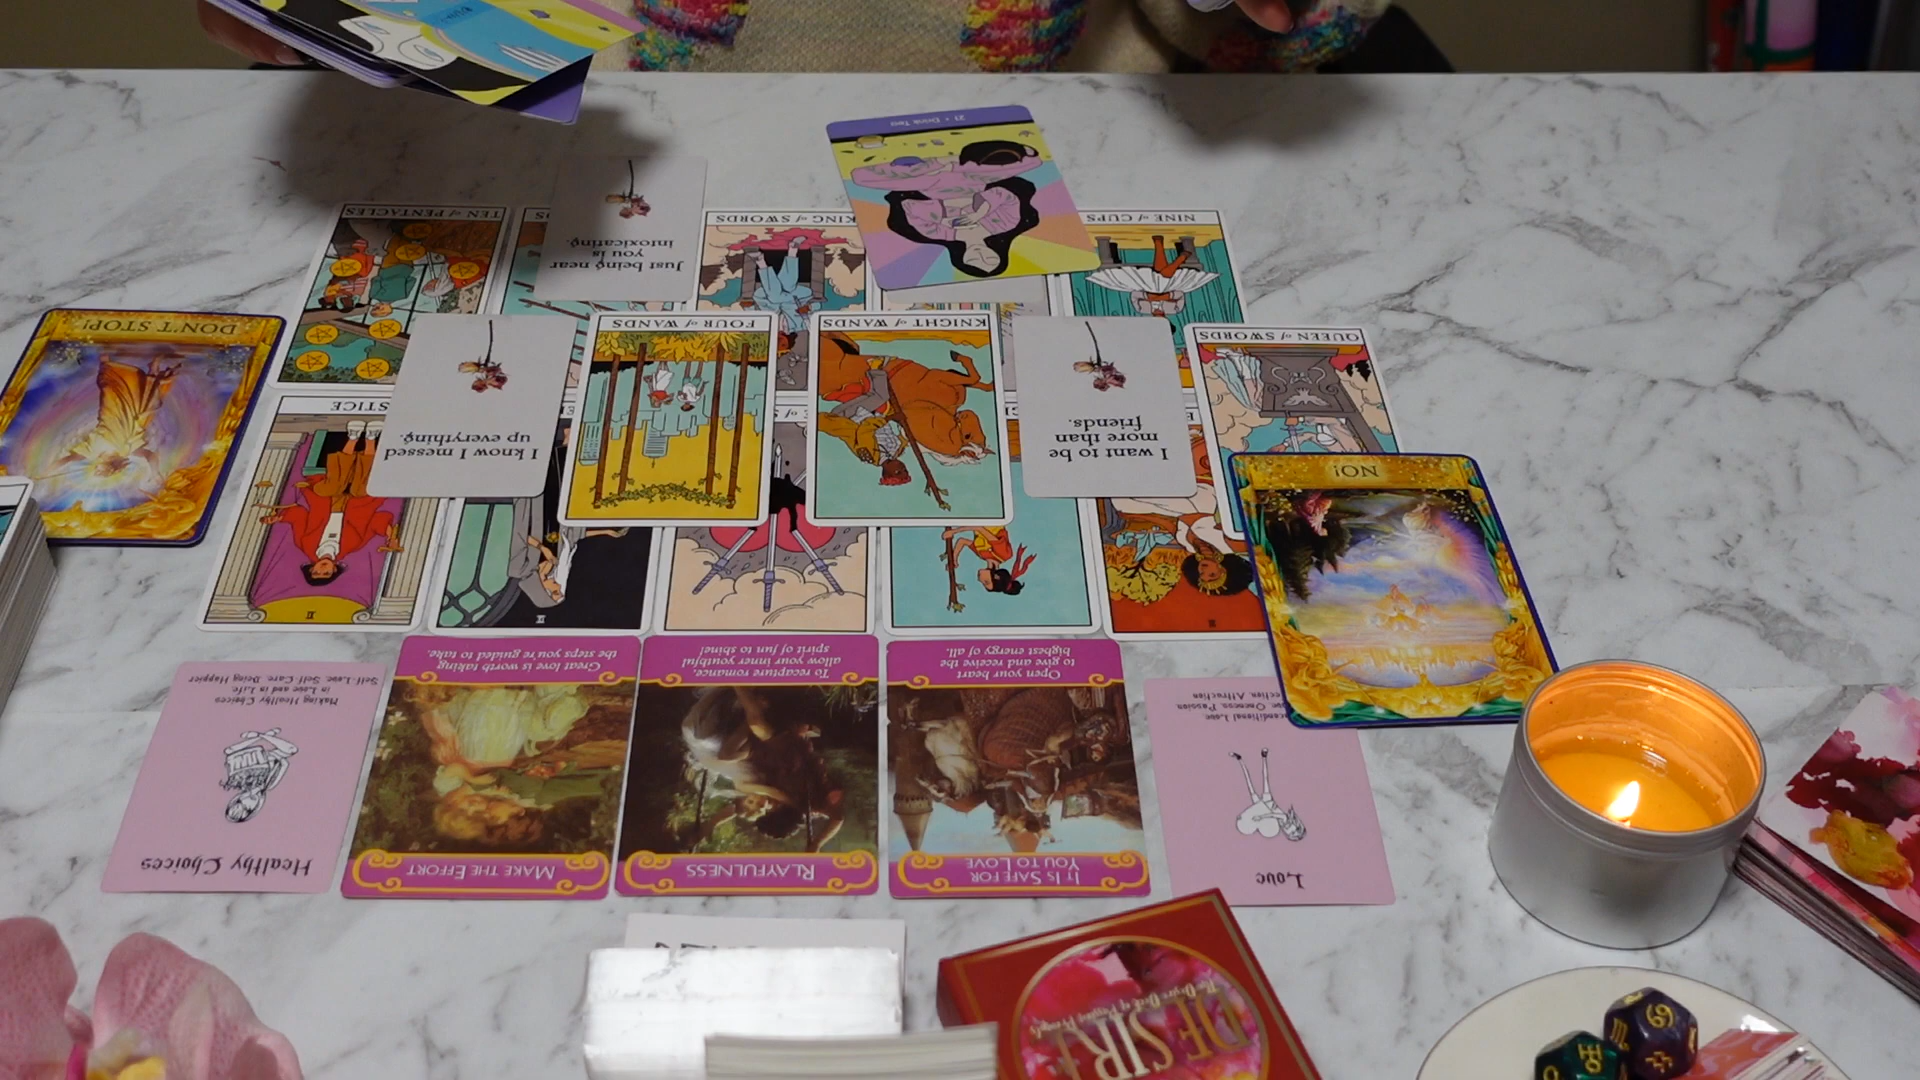 21 • Drink Two
TEN of PENTACLES
KING of SWORDS
NINE of CUPS
Just being near
you is
intoxicating.
DON'T STOP!
FOUR of WANDS
KNIGHT of WANDS
QUEEN of SWORDS
I know I messed
up everything.
I want to be
more than
friends.
NO!
II
Great love is worth taking
the steps you're guided to take.
To recapture romance,
allow your inner youthful
spirit of fun to shine!
Open your heart
to give and receive the
highest energy of all.
Self-Love. Self-Care. Being Happier
in Love and in Life.
Making Healthy Choices
Healthy Choices
MAKE THE EFFORT
PLAYFULNESS
IT IS SAFE FOR
YOU TO LOVE
Love
DESIRE